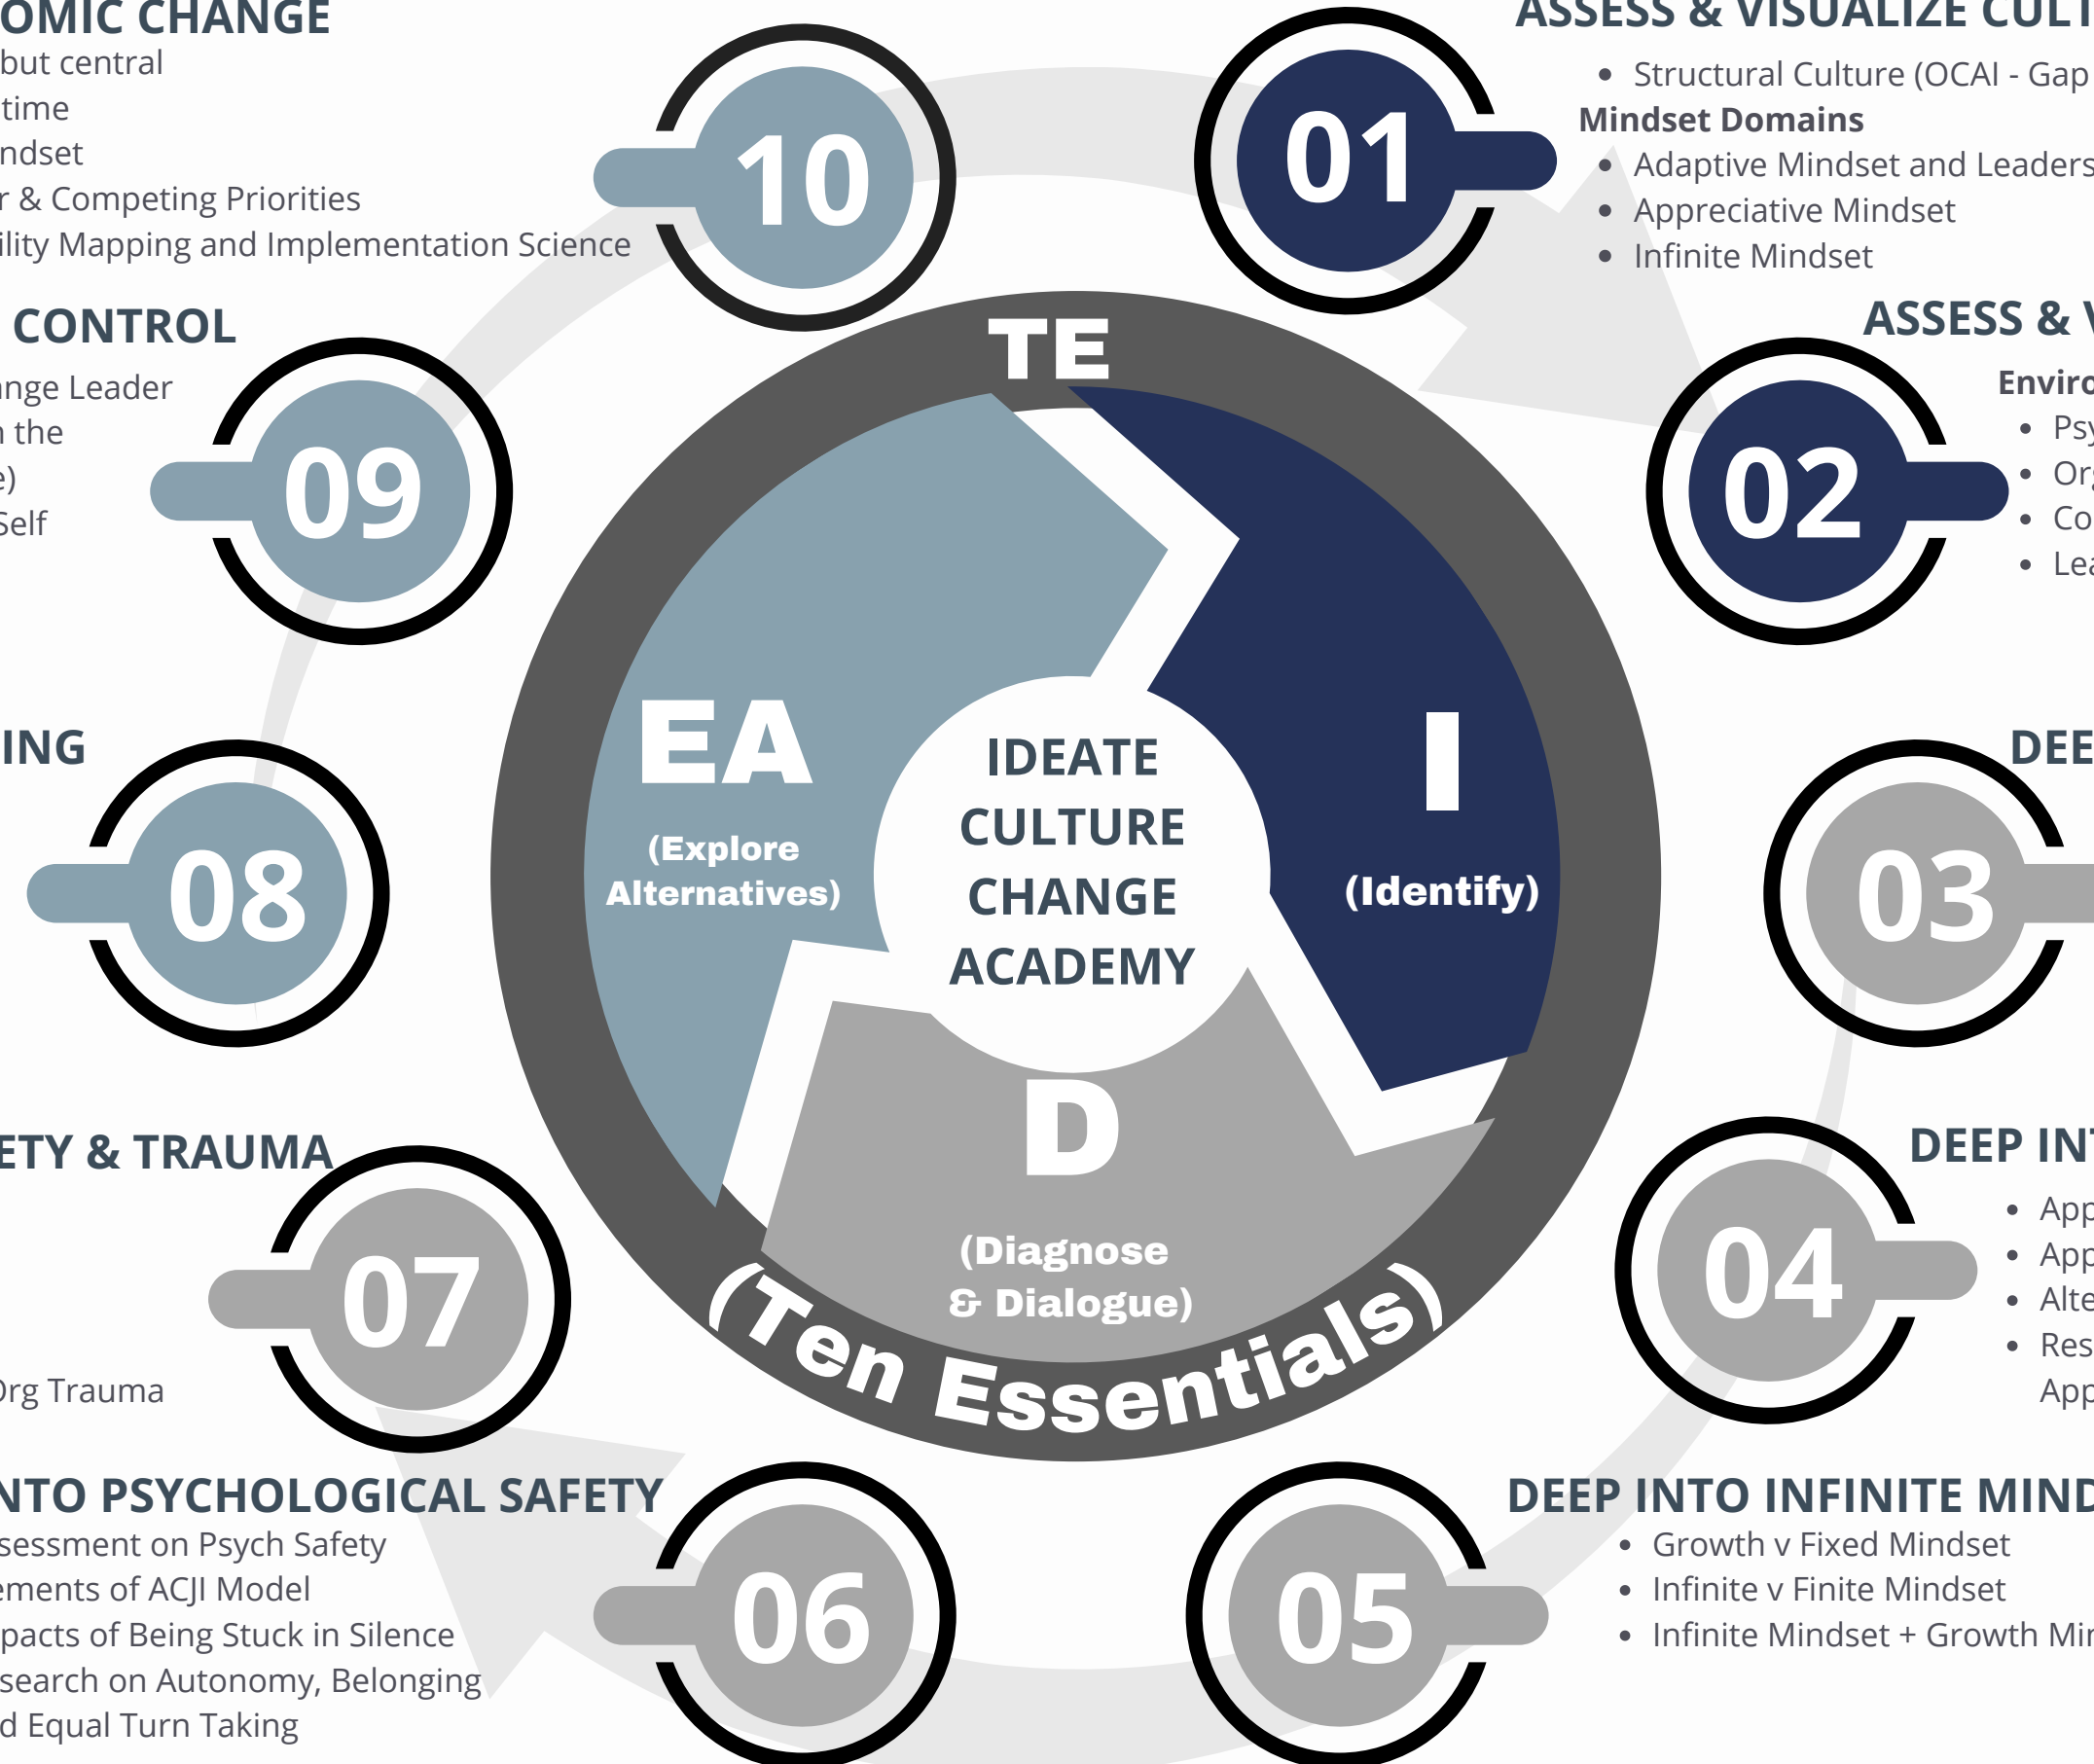 OMIC CHANGE
but central
time
ndset
r & Competing Priorities
ility Mapping and Implementation Science
10
01
ASSESS & VISUALIZE CULT
Structural Culture (OCAI - Gap
Mindset Domains
Adaptive Mindset and Leaders
Appreciative Mindset
Infinite Mindset
CONTROL
ange Leader
n the
e)
Self
09
02
ASSESS & V
Enviro
Psy
Org
Co
Lea
ING
08
03
DEE
TE
EA
(Explore
Alternatives)
I
(Identify)
IDEATE
CULTURE
CHANGE
ACADEMY
D
(Diagnose
& Dialogue)
(Ten Essentials)
ETY & TRAUMA
Org Trauma
07
04
DEEP INT
App
App
Alte
Res
App
NTO PSYCHOLOGICAL SAFETY
sessment on Psych Safety
ements of ACJI Model
pacts of Being Stuck in Silence
search on Autonomy, Belonging
d Equal Turn Taking
06
05
DEEP INTO INFINITE MIND
Growth v Fixed Mindset
Infinite v Finite Mindset
Infinite Mindset + Growth Min